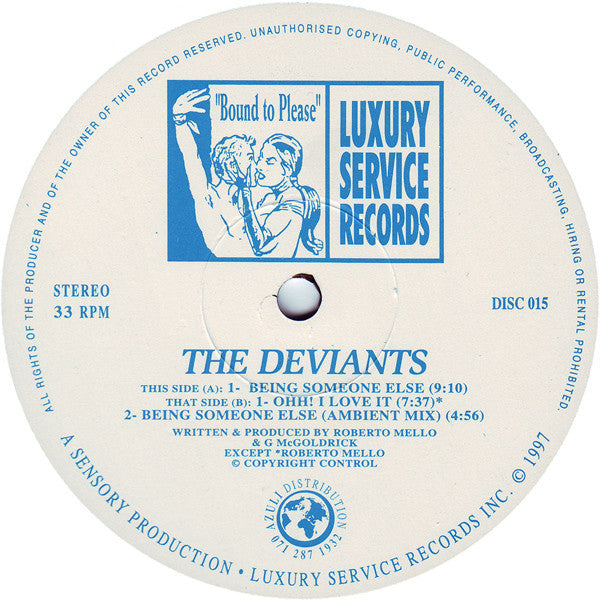 ALL RIGHTS OF THE PRODUCER AND OF THE OWNER OF THIS RECORD RESERVED. UNAUTHORISED COPYING, PUBLIC PERFORMANCE, BROADCASTING, HIRING OR RENTAL PROHIBITED.
"Bound to Please"
LUXURY
SERVICE
RECORDS
STEREO
33 RPM
DISC 015
THE DEVIANTS
THIS SIDE (A): 1- BEING SOMEONE ELSE (9:10)
THAT SIDE (B): 1- OHH! I LOVE IT (7:37)*
2- BEING SOMEONE ELSE (AMBIENT MIX) (4:56)
WRITTEN & PRODUCED BY ROBERTO MELLO
& G McGOLDRICK
EXCEPT *ROBERTO MELLO
© COPYRIGHT CONTROL
AZULI DISTRIBUTION
071 287 1932
A SENSORY PRODUCTION • LUXURY SERVICE RECORDS INC. © 1997